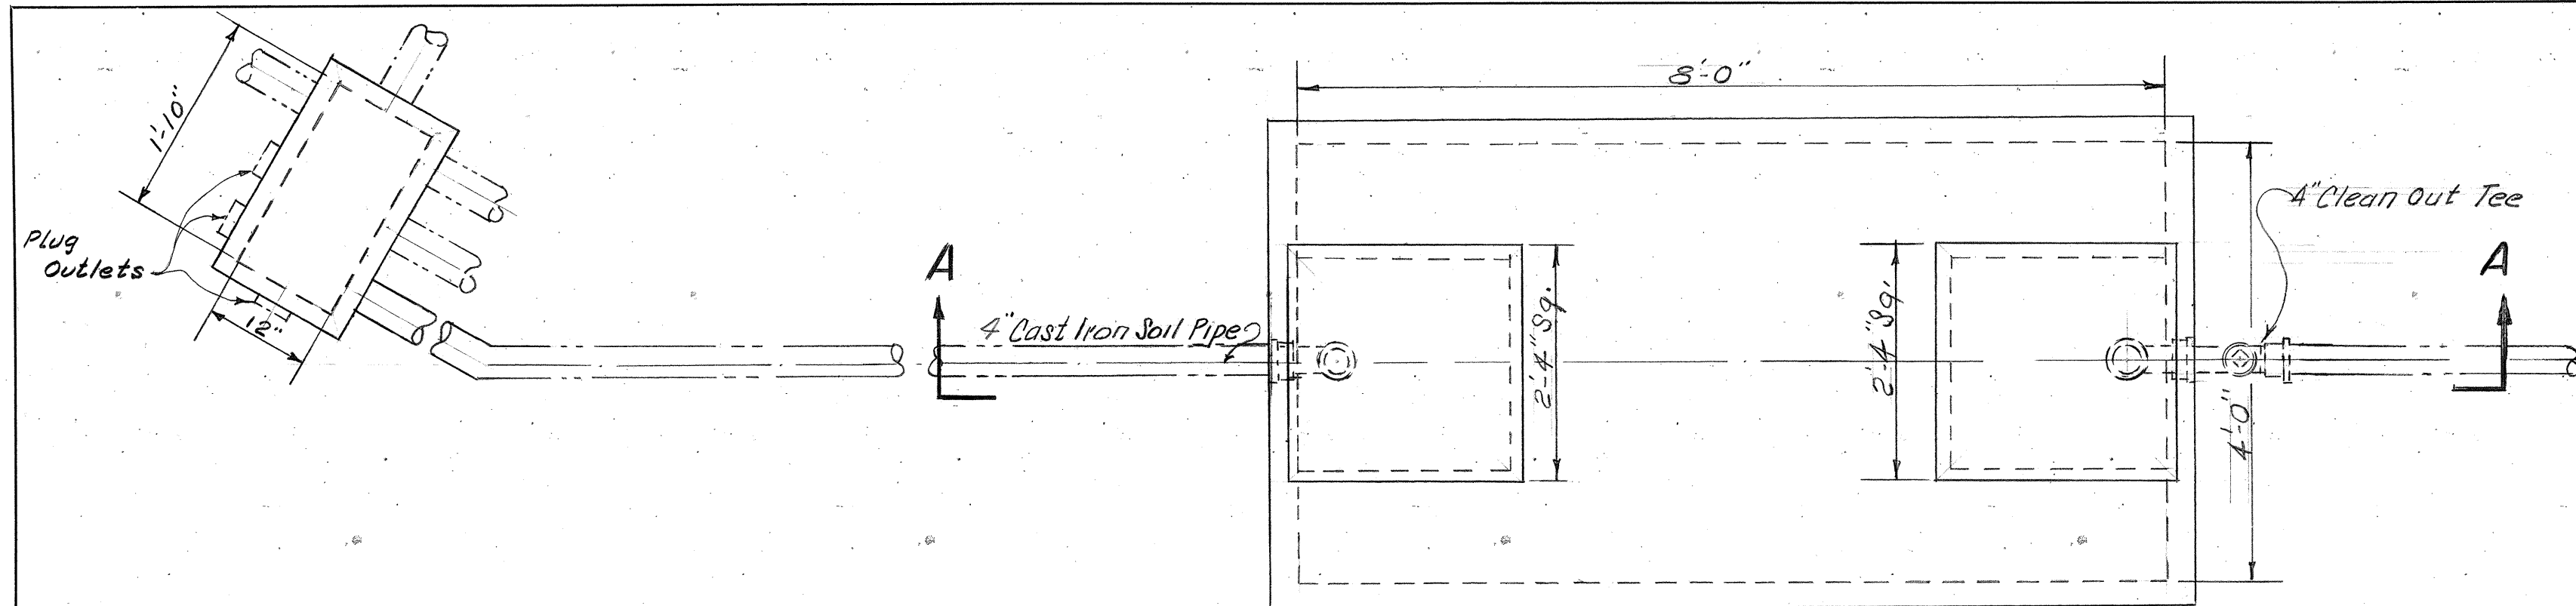 8'-0"
1'-10"
4" Clean Out Tee
Plug
Outlets
A
A
12"
4" Cast Iron Soil Pipe
2'-4" Sq.
2'-4" Sq.
4'-0"